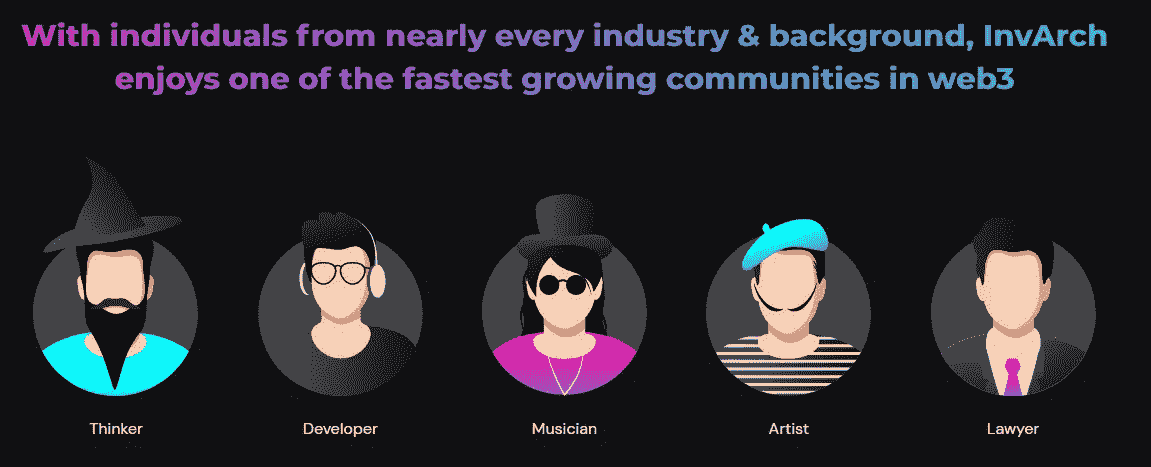 With individuals from nearly every industry & background, InvArch
enjoys one of the fastest growing communities in web3
Thinker
Developer
Musician
Artist
Lawyer